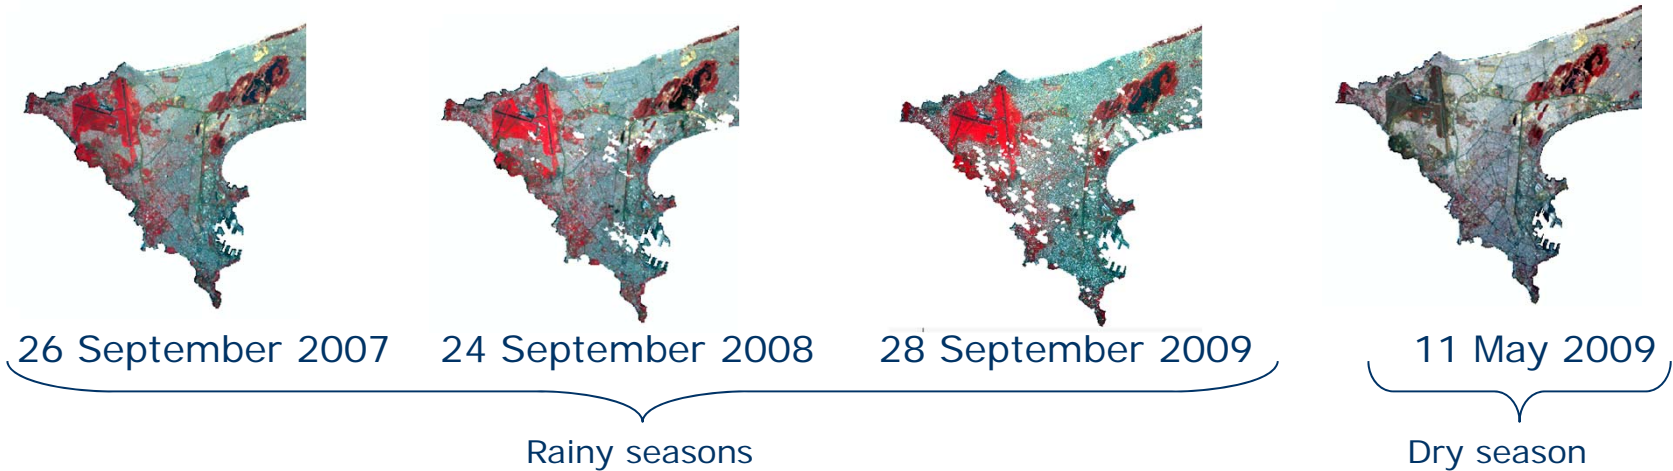 26 September 2007
24 September 2008
28 September 2009
11 May 2009
Rainy seasons
Dry season